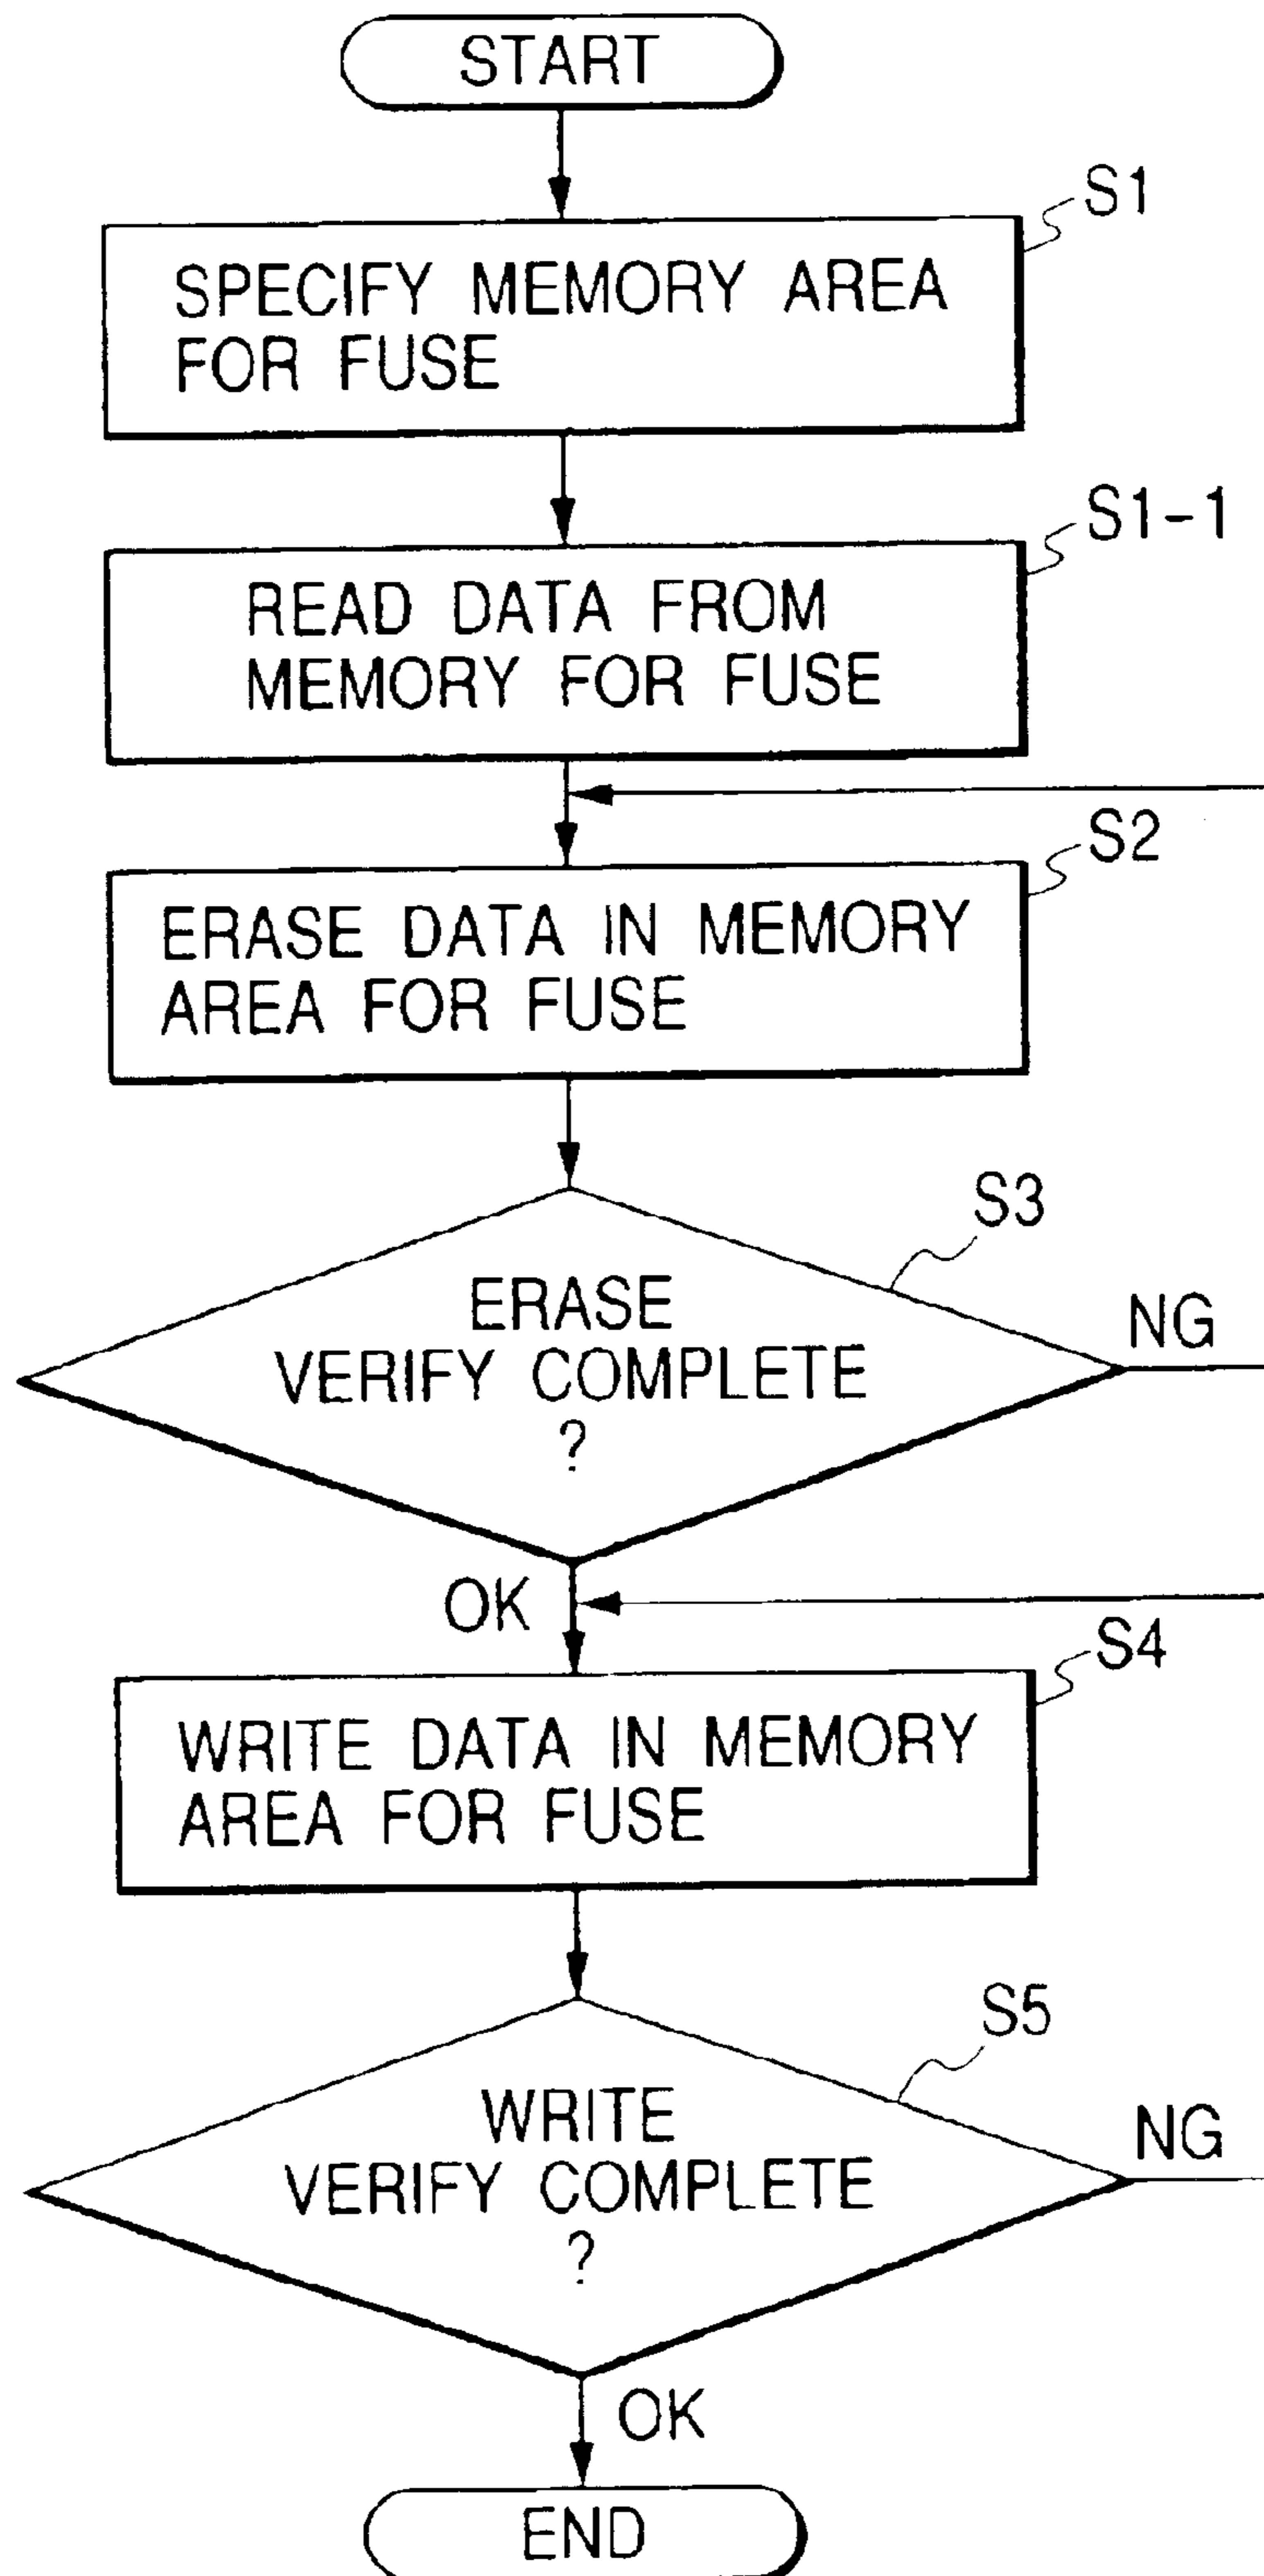 START
S1
SPECIFY MEMORY AREA
FOR FUSE
S1-1
READ DATA FROM
MEMORY FOR FUSE
S2
ERASE DATA IN MEMORY
AREA FOR FUSE
S3
ERASE
VERIFY COMPLETE
?
NG
OK
S4
WRITE DATA IN MEMORY
AREA FOR FUSE
S5
WRITE
VERIFY COMPLETE
?
NG
OK
END